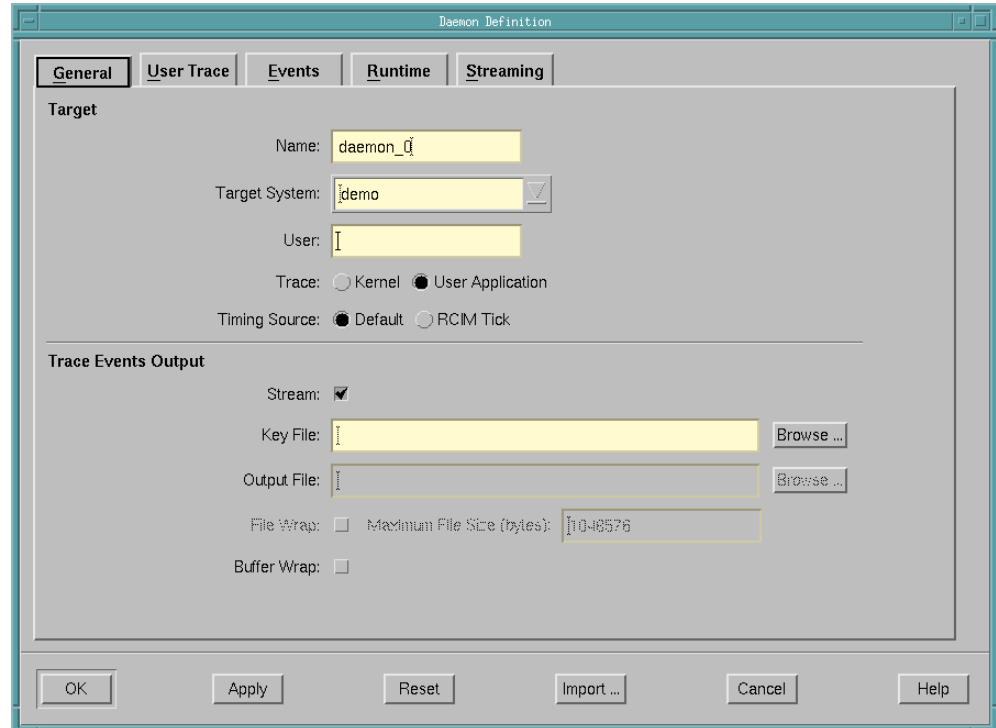 Daemon Definition
General User Trace Events Runtime Streaming
Target
Name: daemon_0
Target System: demo
User:
Trace: Kernel User Application
Timing Source: Default RCIM Tick
Trace Events Output
Stream:
Key File: Browse ...
Output File: Browse ...
File Wrap: Maximum File Size (bytes): 1048576
Buffer Wrap:
OK Apply Reset Import ... Cancel Help